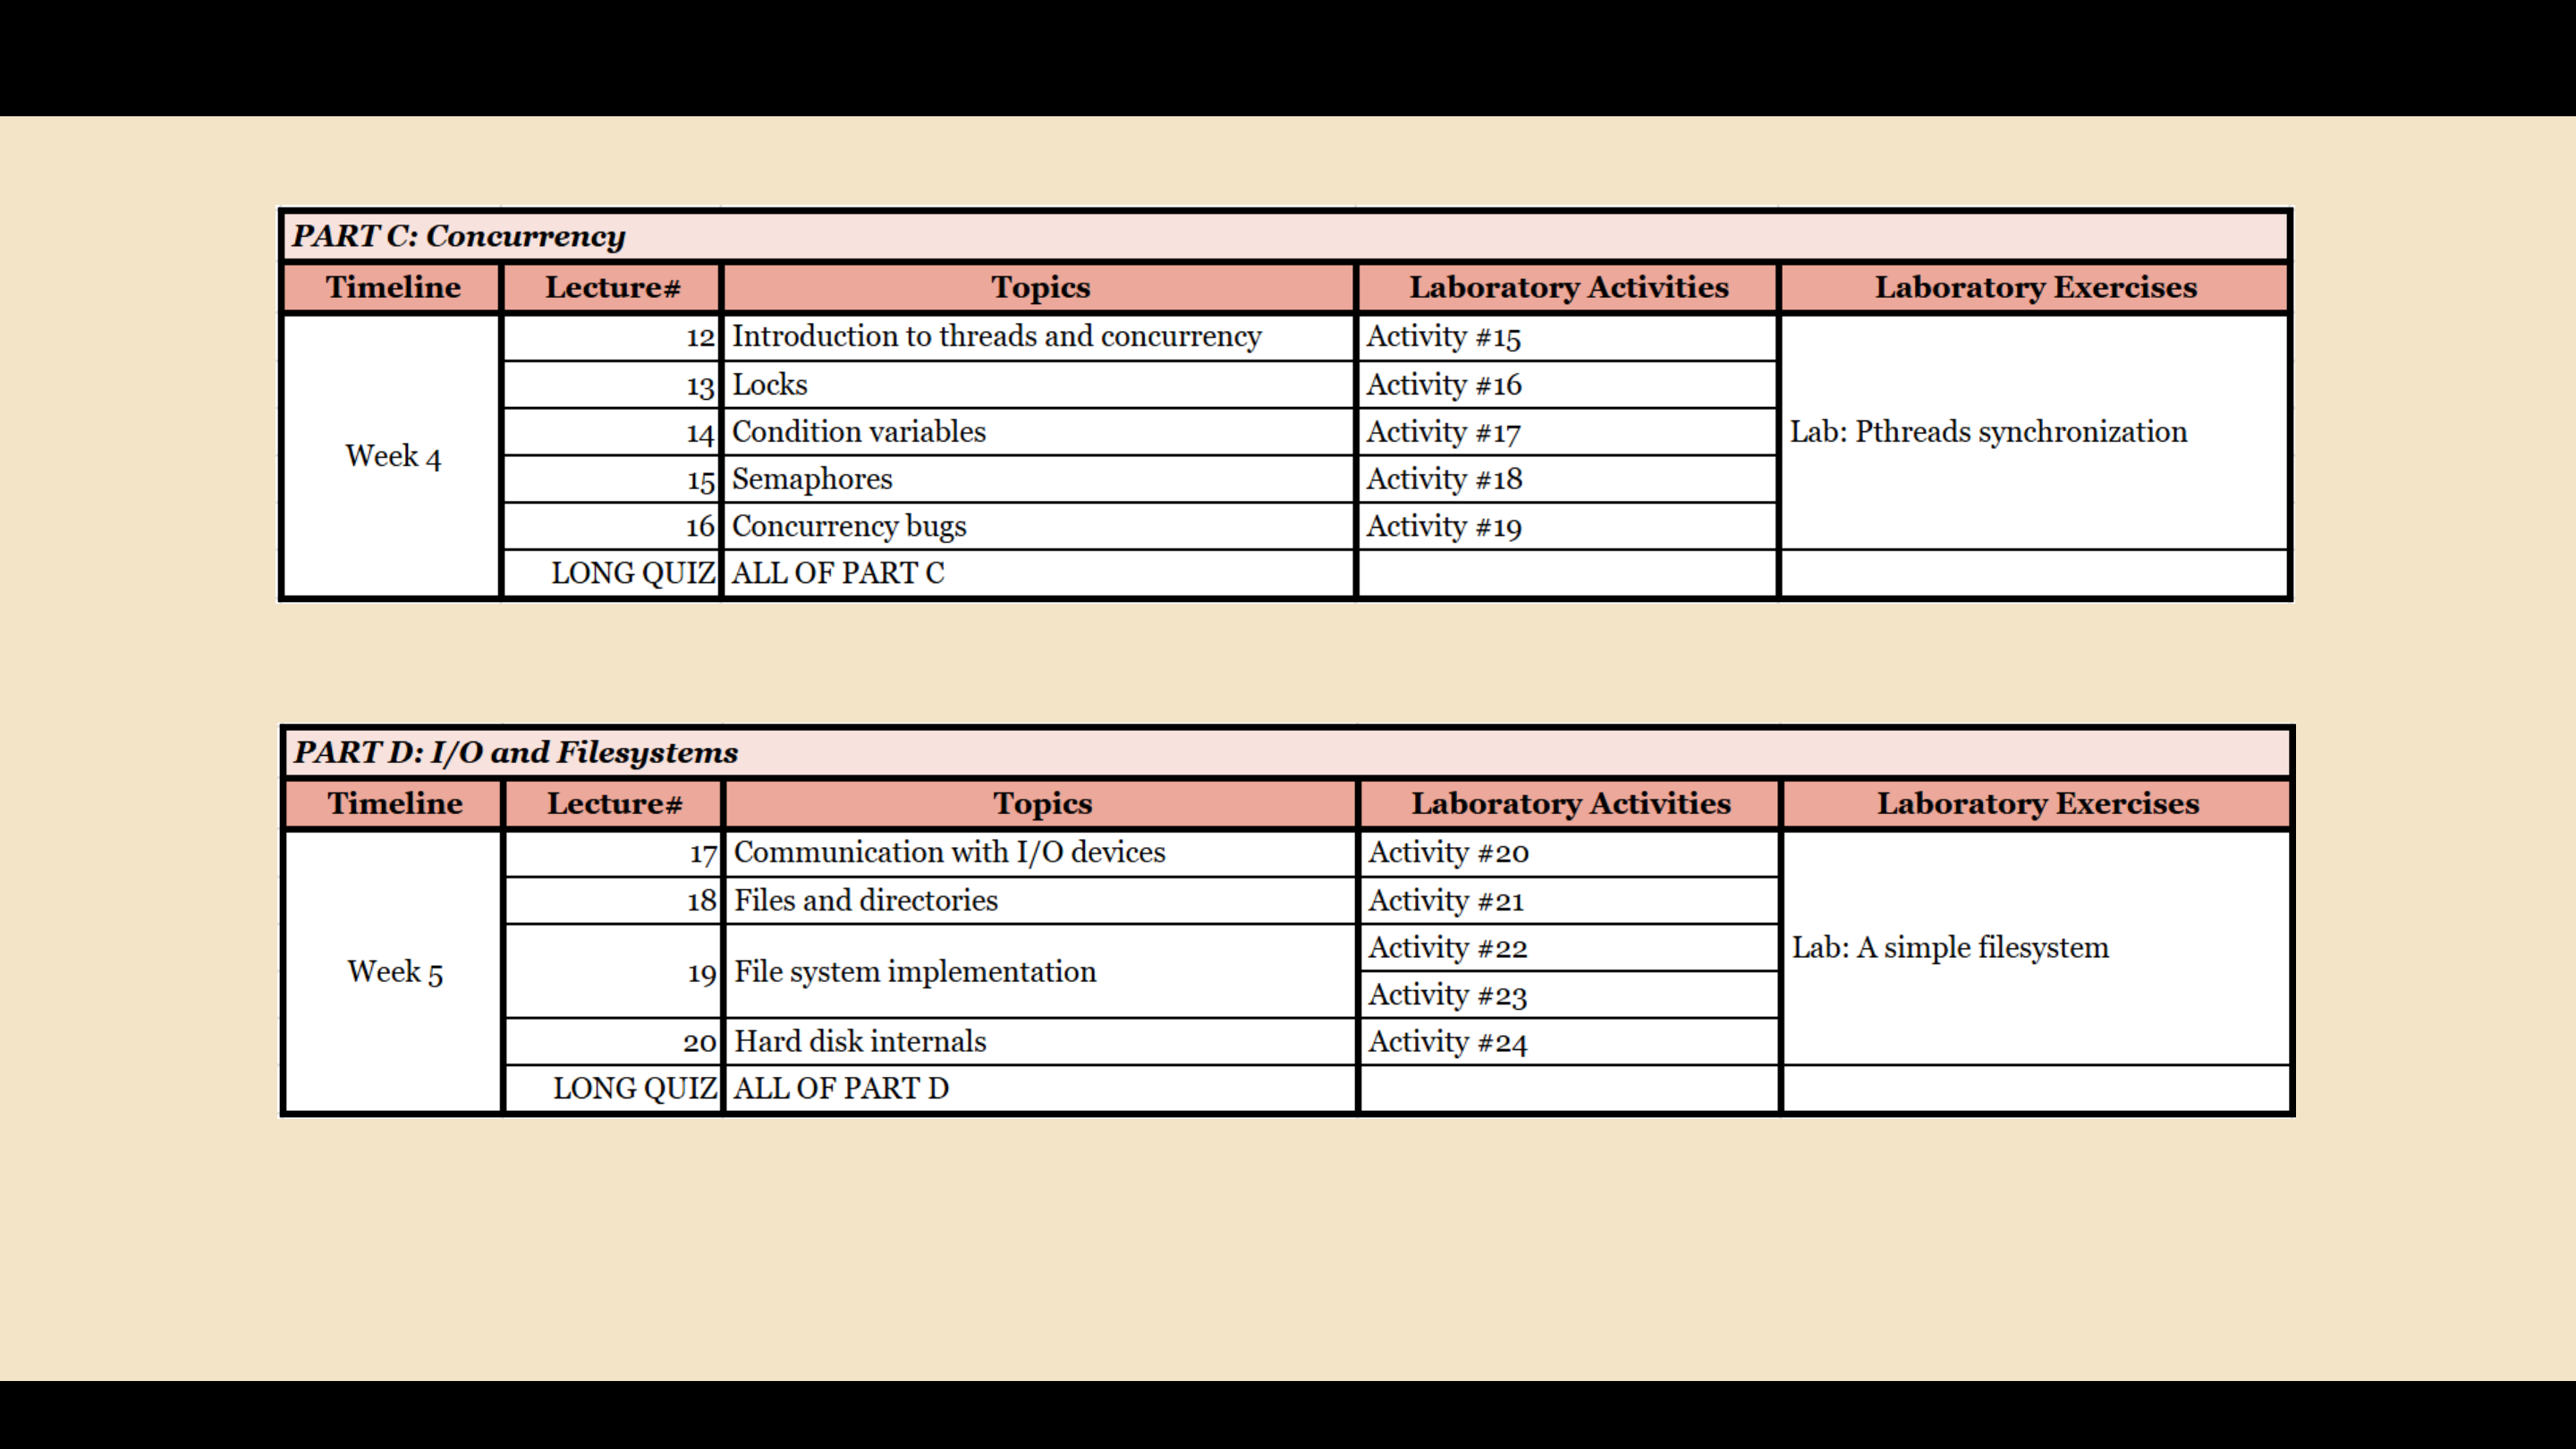 PART C: Concurrency
Timeline Lecture# Topics Laboratory Activities Laboratory Exercises
Week 4
12 Introduction to threads and concurrency Activity #15
13 Locks Activity #16
14 Condition variables Activity #17
Lab: Pthreads synchronization
15 Semaphores Activity #18
16 Concurrency bugs Activity #19
LONG QUIZ ALL OF PART C
PART D: I/O and Filesystems
Timeline Lecture# Topics Laboratory Activities Laboratory Exercises
Week 5
17 Communication with I/O devices Activity #20
18 Files and directories Activity #21
19 File system implementation Activity #22
Activity #23
Lab: A simple filesystem
20 Hard disk internals Activity #24
LONG QUIZ ALL OF PART D